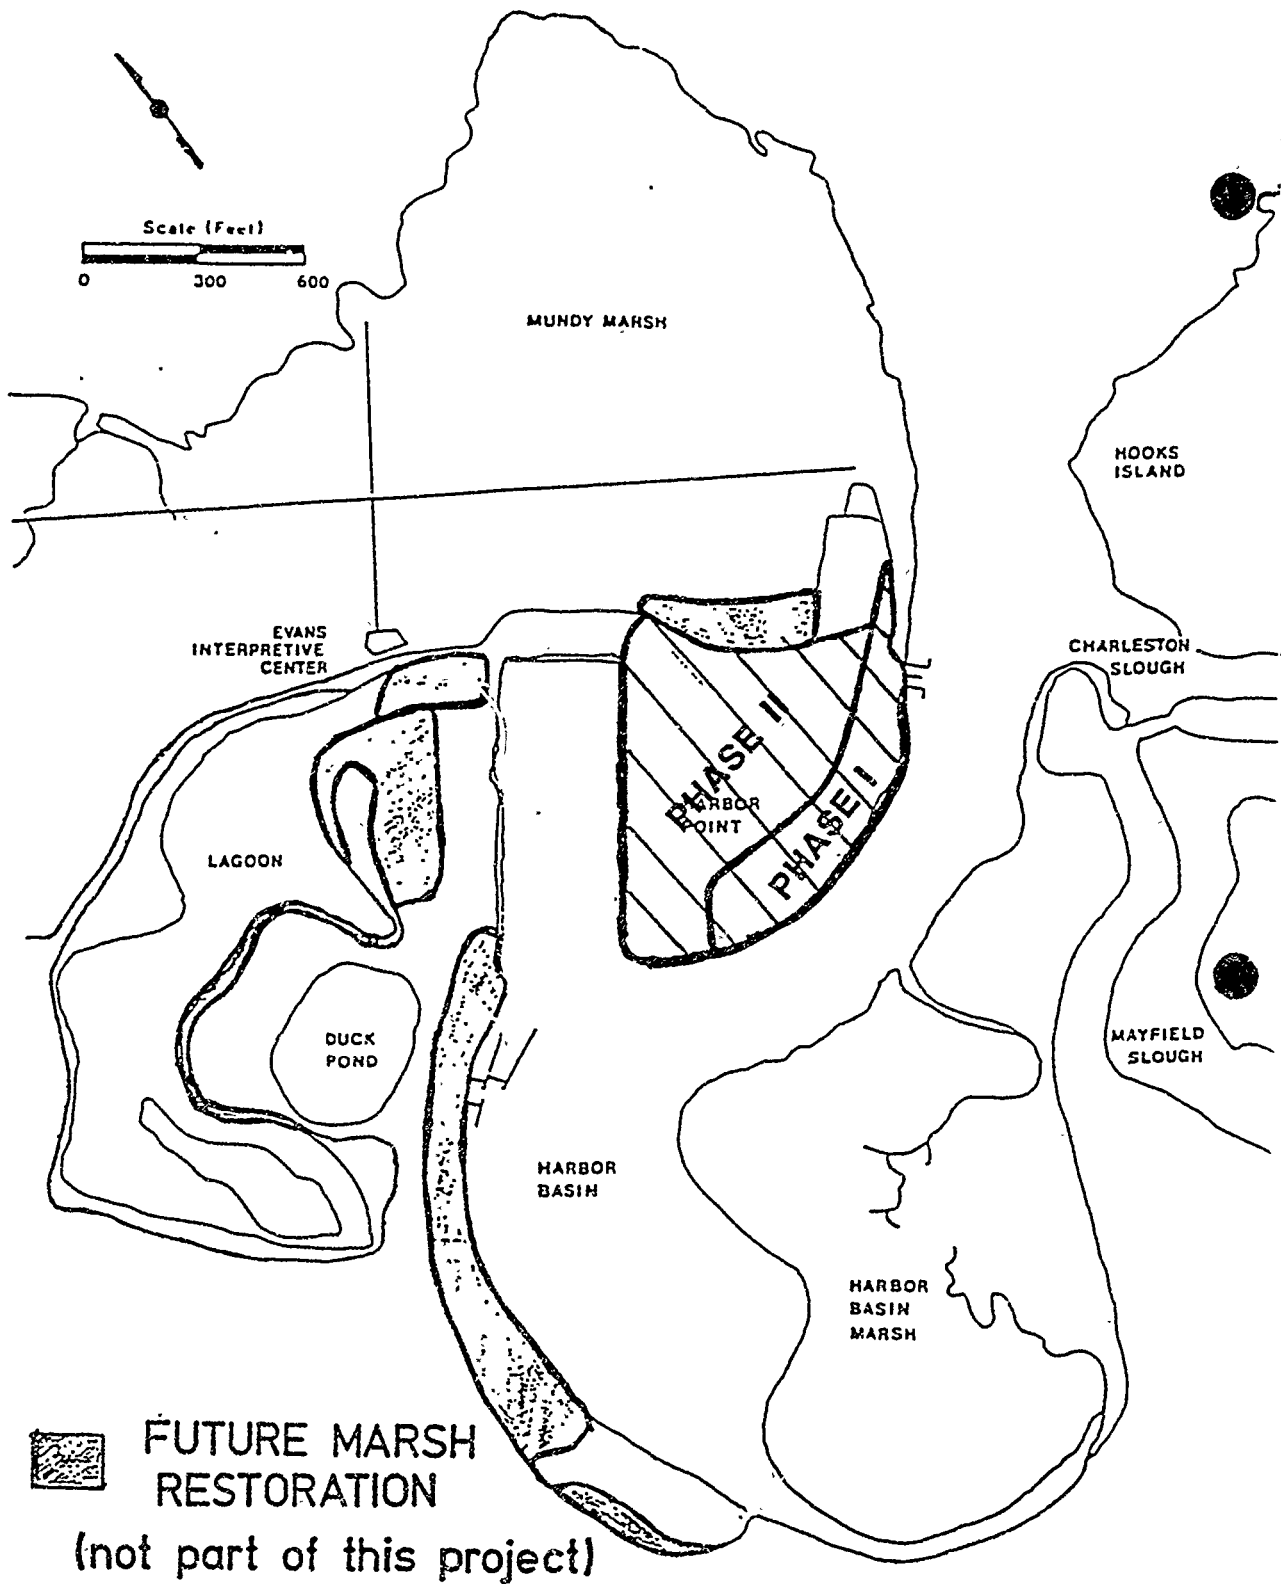 Scale (Feet)
0 300 600
MUNDY MARSH
HOOKS
ISLAND
EVANS
INTERPRETIVE
CENTER
CHARLESTON
SLOUGH
PHASE II
HARBOR
POINT
PHASE I
LAGOON
DUCK
POND
MAYFIELD
SLOUGH
HARBOR
BASIN
HARBOR
BASIN
MARSH
FUTURE MARSH
RESTORATION
(not part of this project)